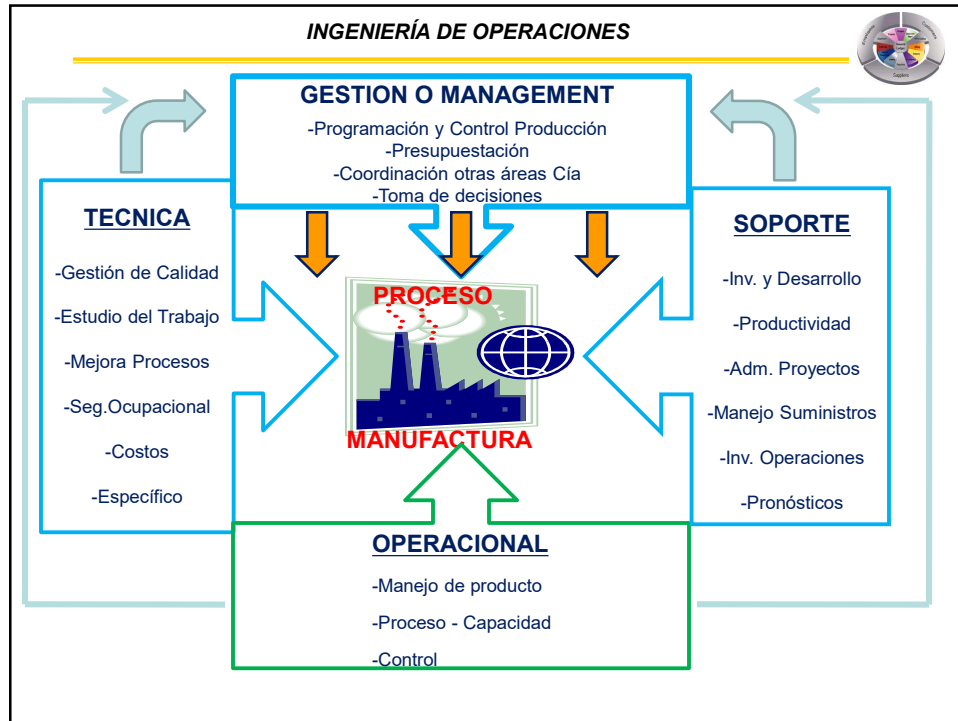 INGENIERÍA DE OPERACIONES
GESTION O MANAGEMENT
-Programación y Control Producción
-Presupuestación
-Coordinación otras áreas Cía
-Toma de decisiones
TECNICA
-Gestión de Calidad
-Estudio del Trabajo
-Mejora Procesos
-Seg.Ocupacional
-Costos
-Específico
PROCESO
MANUFACTURA
SOPORTE
-Inv. y Desarrollo
-Productividad
-Adm. Proyectos
-Manejo Suministros
-Inv. Operaciones
-Pronósticos
OPERACIONAL
-Manejo de producto
-Proceso - Capacidad
-Control